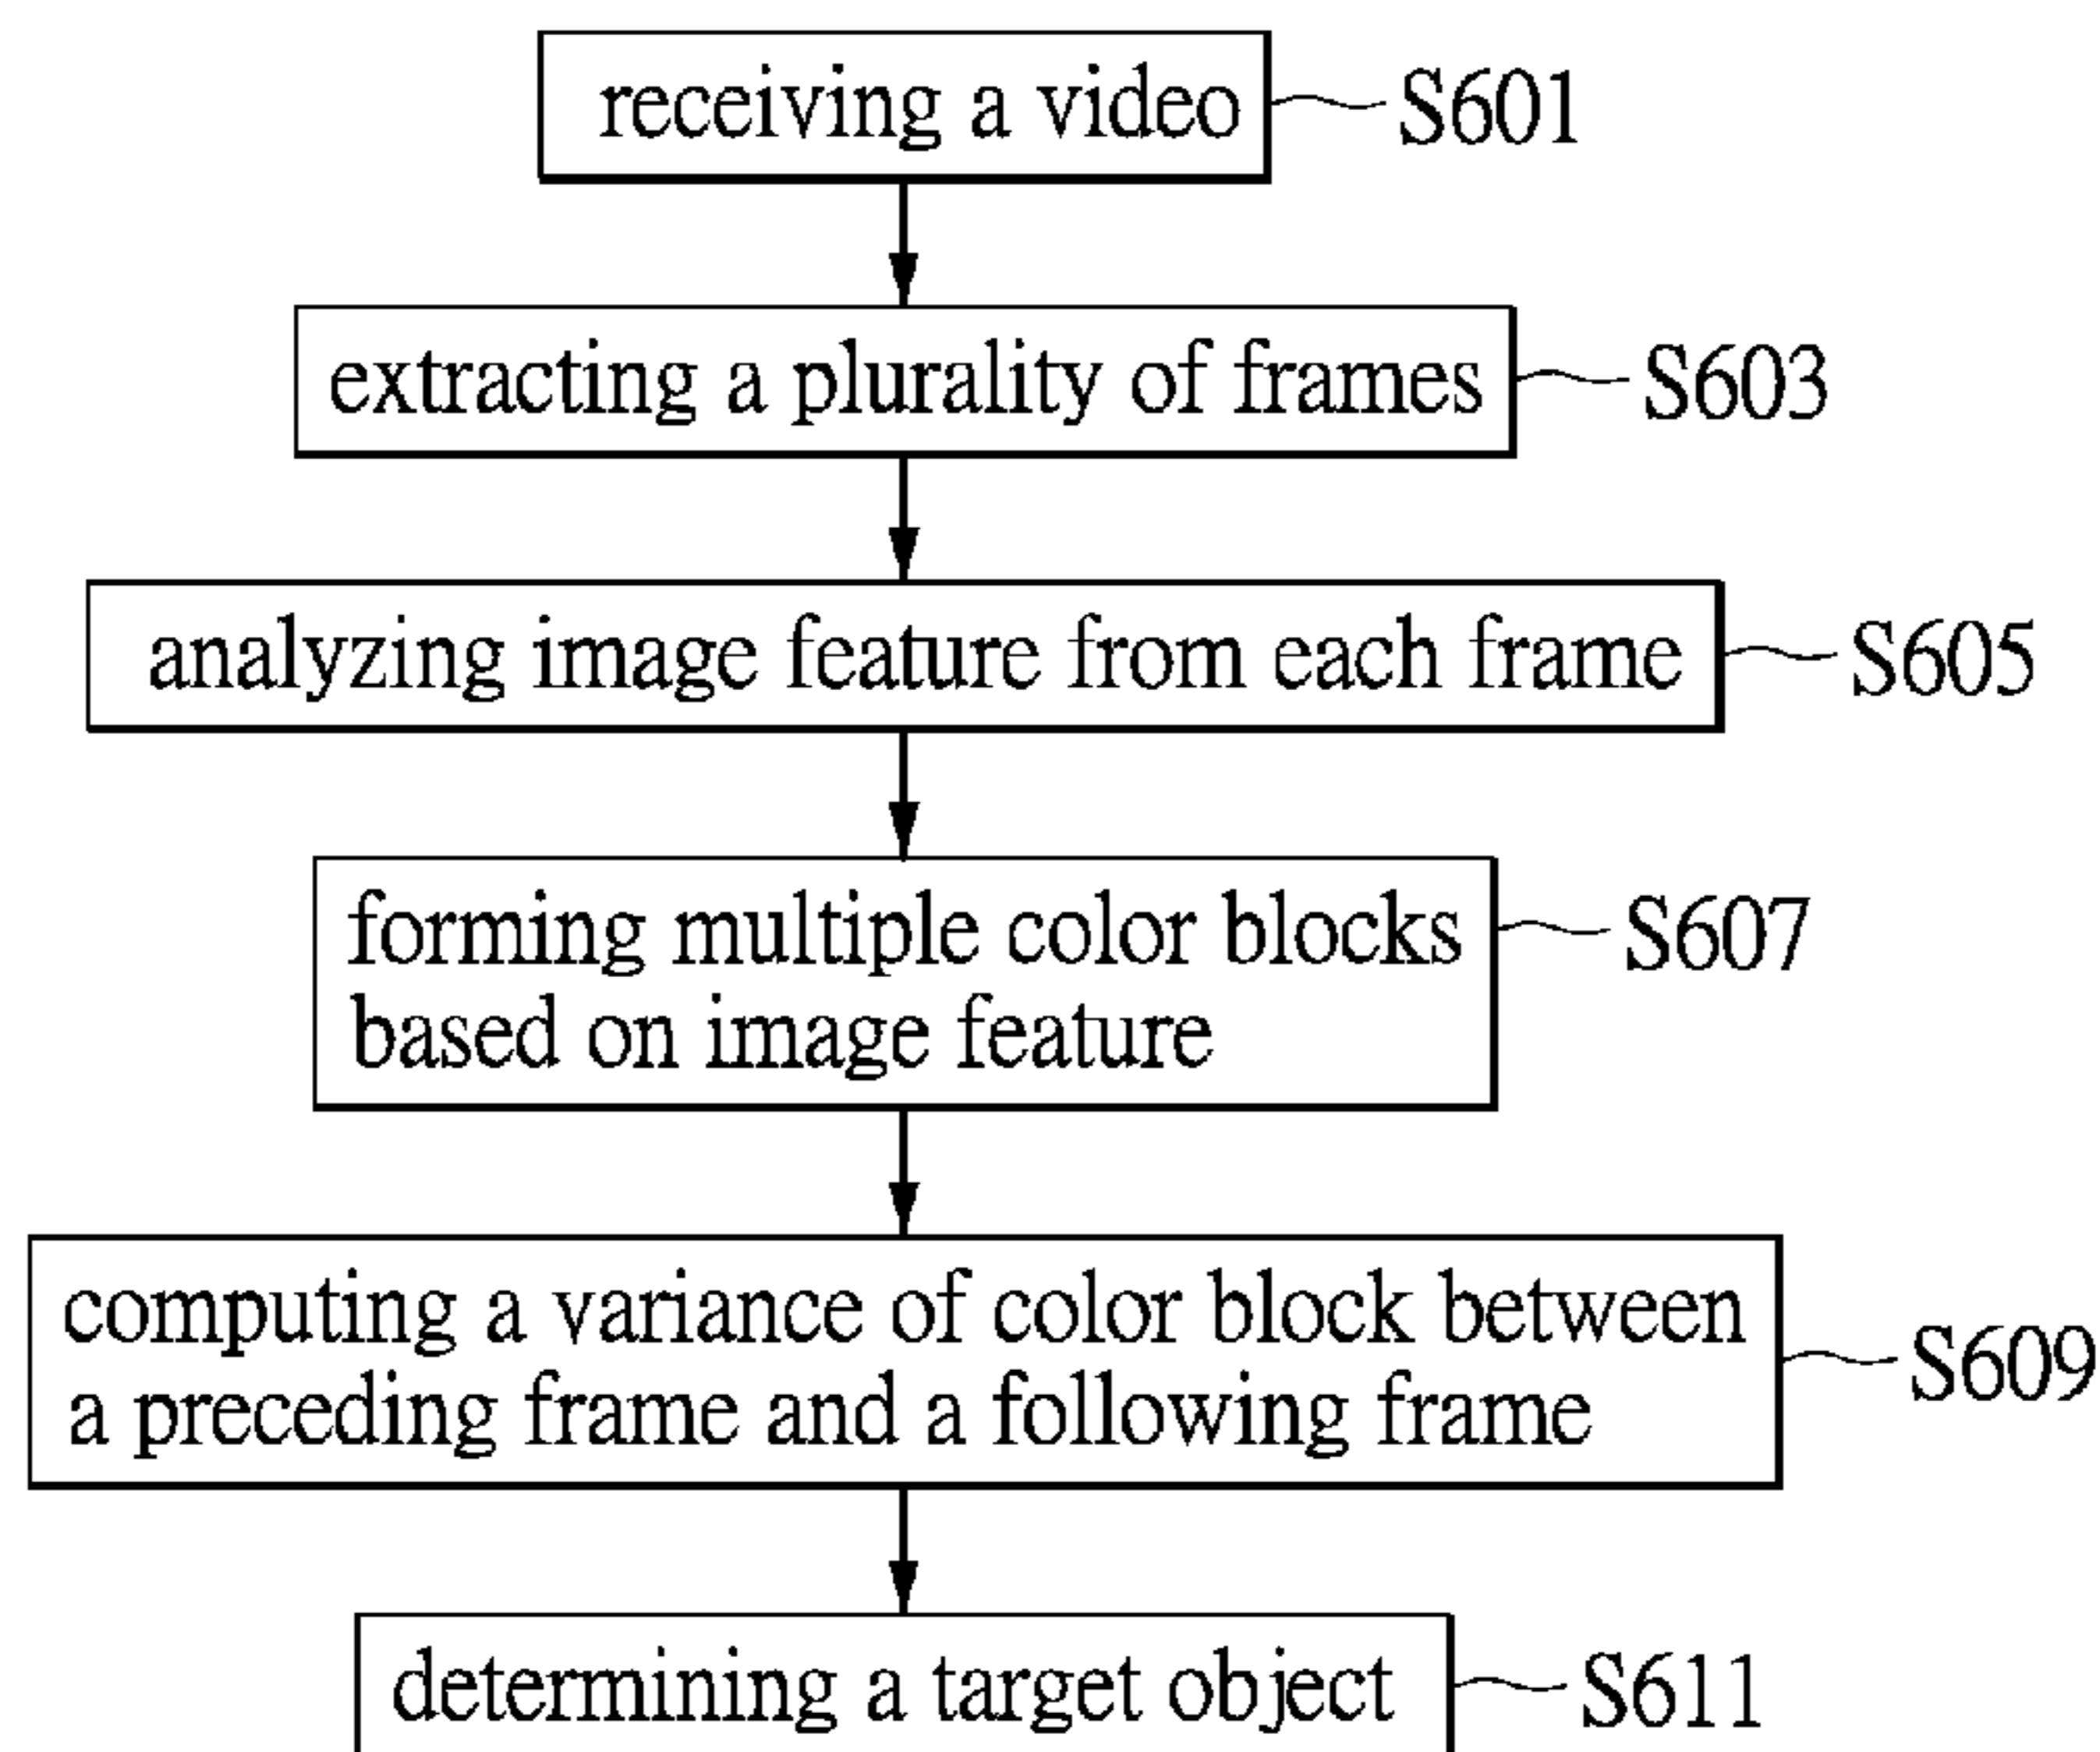 receiving a video S601
extracting a plurality of frames S603
analyzing image feature from each frame S605
forming multiple color blocks S607
based on image feature
computing a variance of color block between
a preceding frame and a following frame S609
determining a target object S611